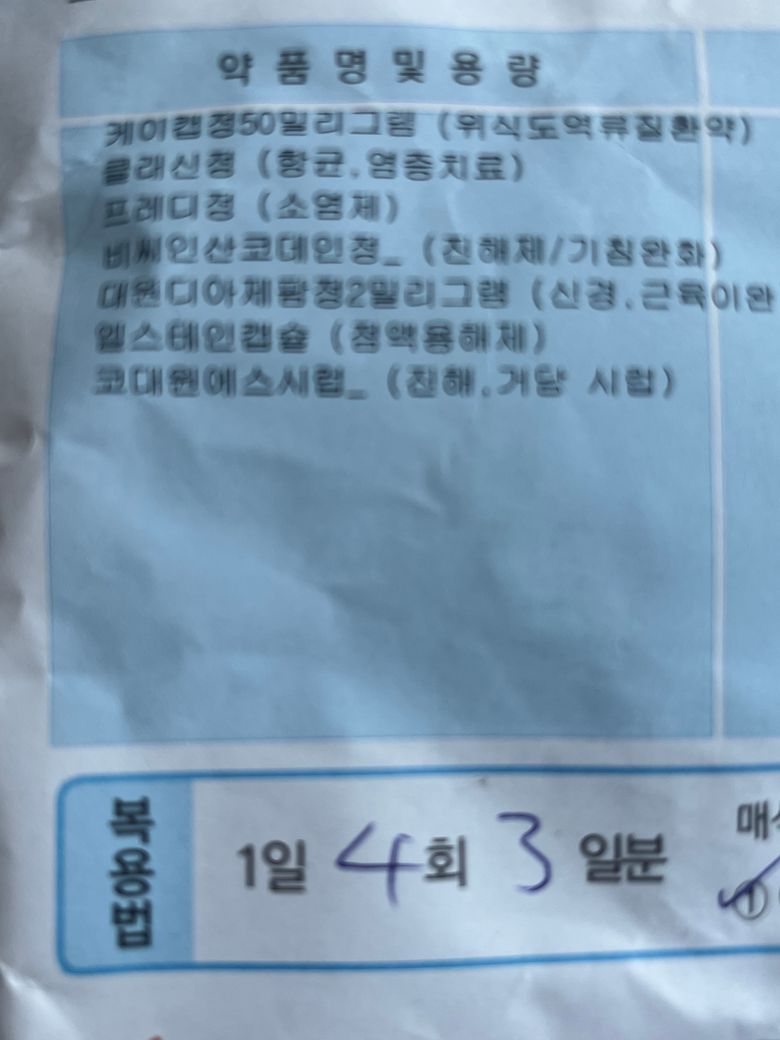 약 품 명 및 용 량
케이캡정50밀리그램 (위식도역류질환약)
클래신정 (항균.염증치료)
프레디정 (소염제)
비씨인산코데인정_ (진해제/기침완화)
대원디아제팜정2밀리그램 (신경.근육이완
엘스테인캡슐 (점액용해제)
코대원에스시럽_ (진해.거담 시럽)
복용법
1일 4회 3 일분